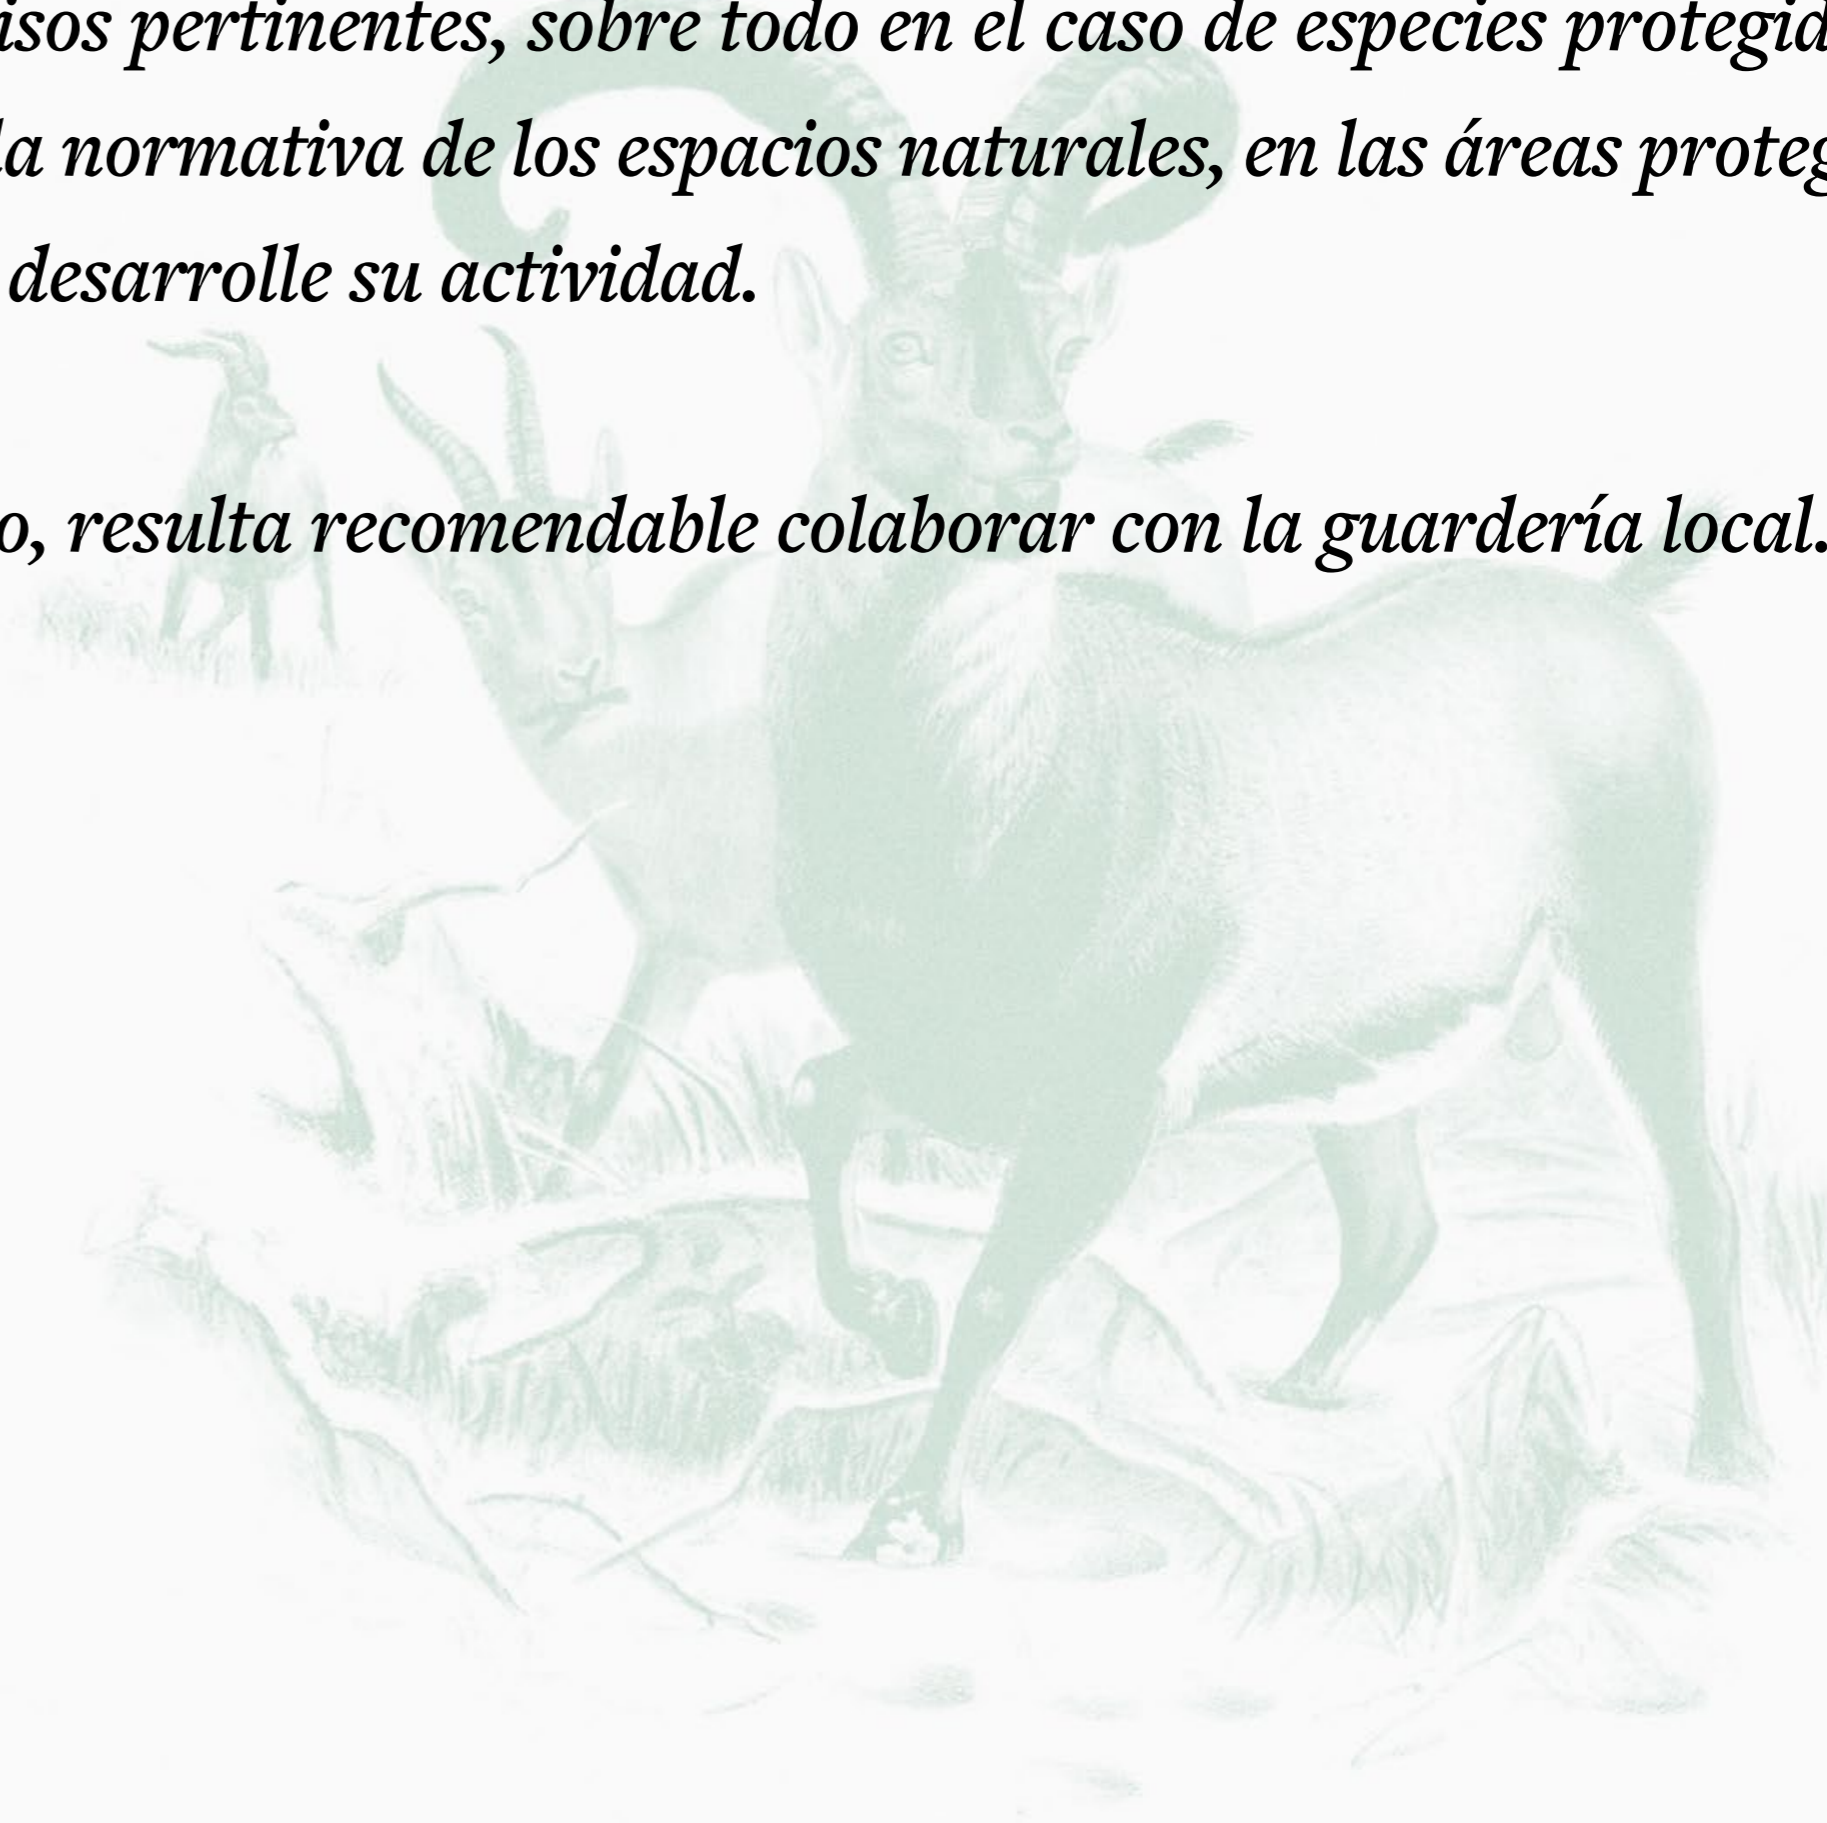 isos pertinentes, sobre todo en el caso de especies protegid
la normativa de los espacios naturales, en las áreas proteg
desarrolle su actividad.
o, resulta recomendable colaborar con la guardería local.